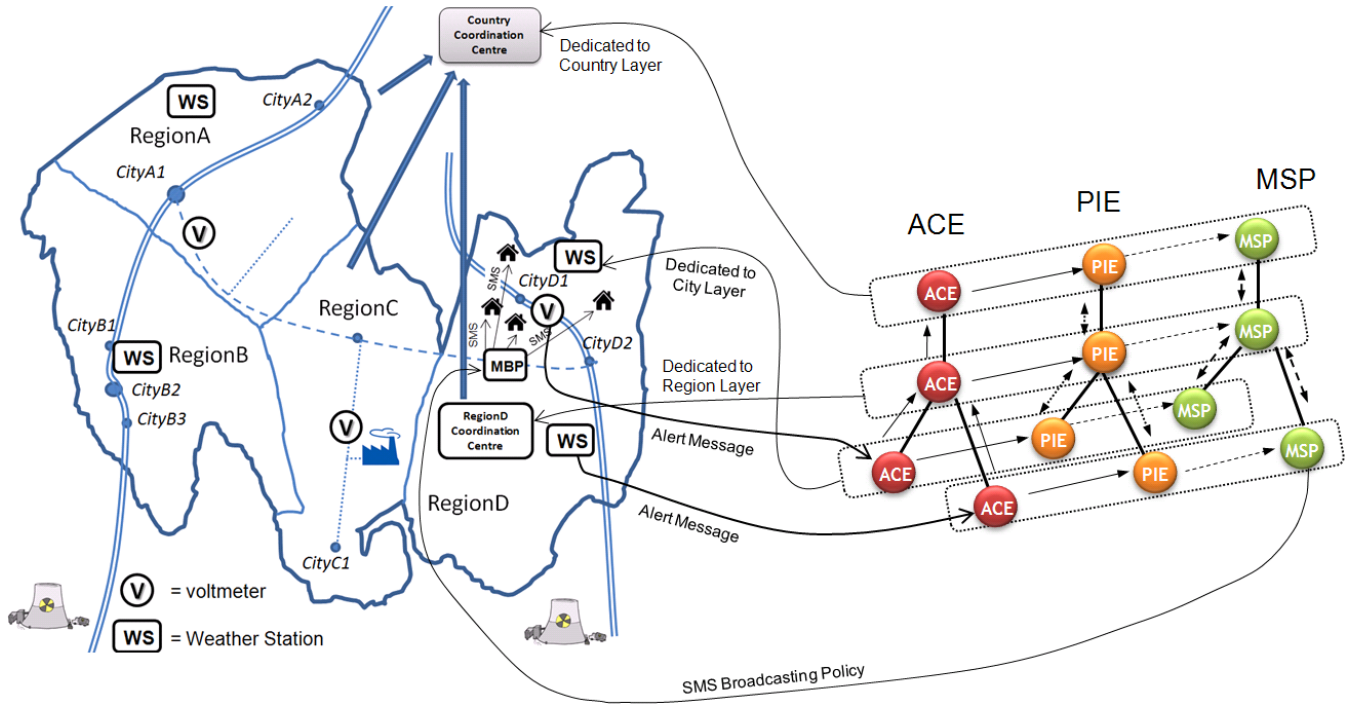 Country
Coordination
Centre
Dedicated to
Country Layer
WS
CityA2
RegionA
CityA1
V
MSP
PIE
ACE
WS
CityD1
SMS
Dedicated to
City Layer
MSP
PIE
ACE
RegionC
V
SMS
SMS
CityD2
CityB1
WS
RegionB
CityB2
CityB3
MBP
Dedicated to
Region Layer
MSP
PIE
ACE
RegionD
Coordination
Centre
WS
V
MSP
PIE
ACE
Alert Message
MSP
PIE
ACE
RegionD
Alert Message
CityC1
V
= voltmeter
WS
= Weather Station
SMS Broadcasting Policy